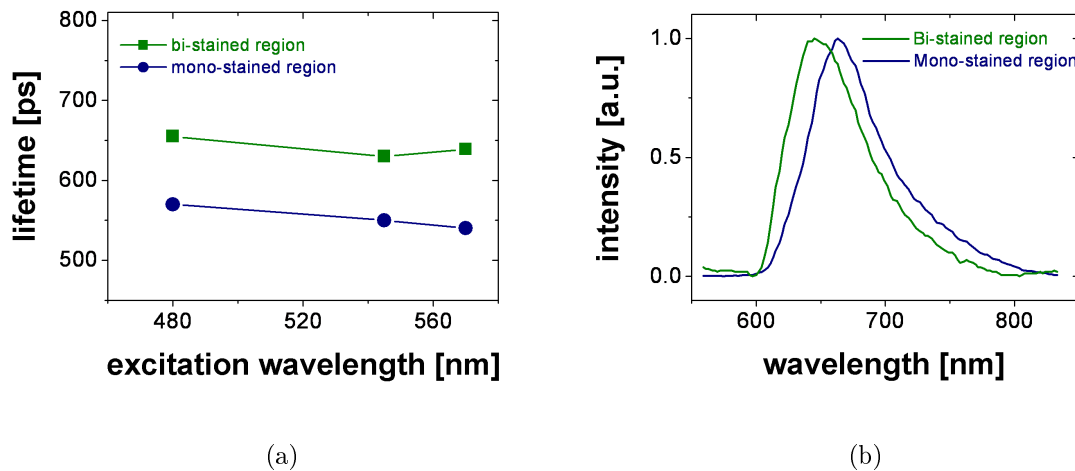 800
700
600
500
lifetime [ps]
bi-stained region
mono-stained region
480
520
560
excitation wavelength [nm]
(a)
1.0
0.5
0.0
intensity [a.u.]
Bi-stained region
Mono-stained region
600
700
800
wavelength [nm]
(b)